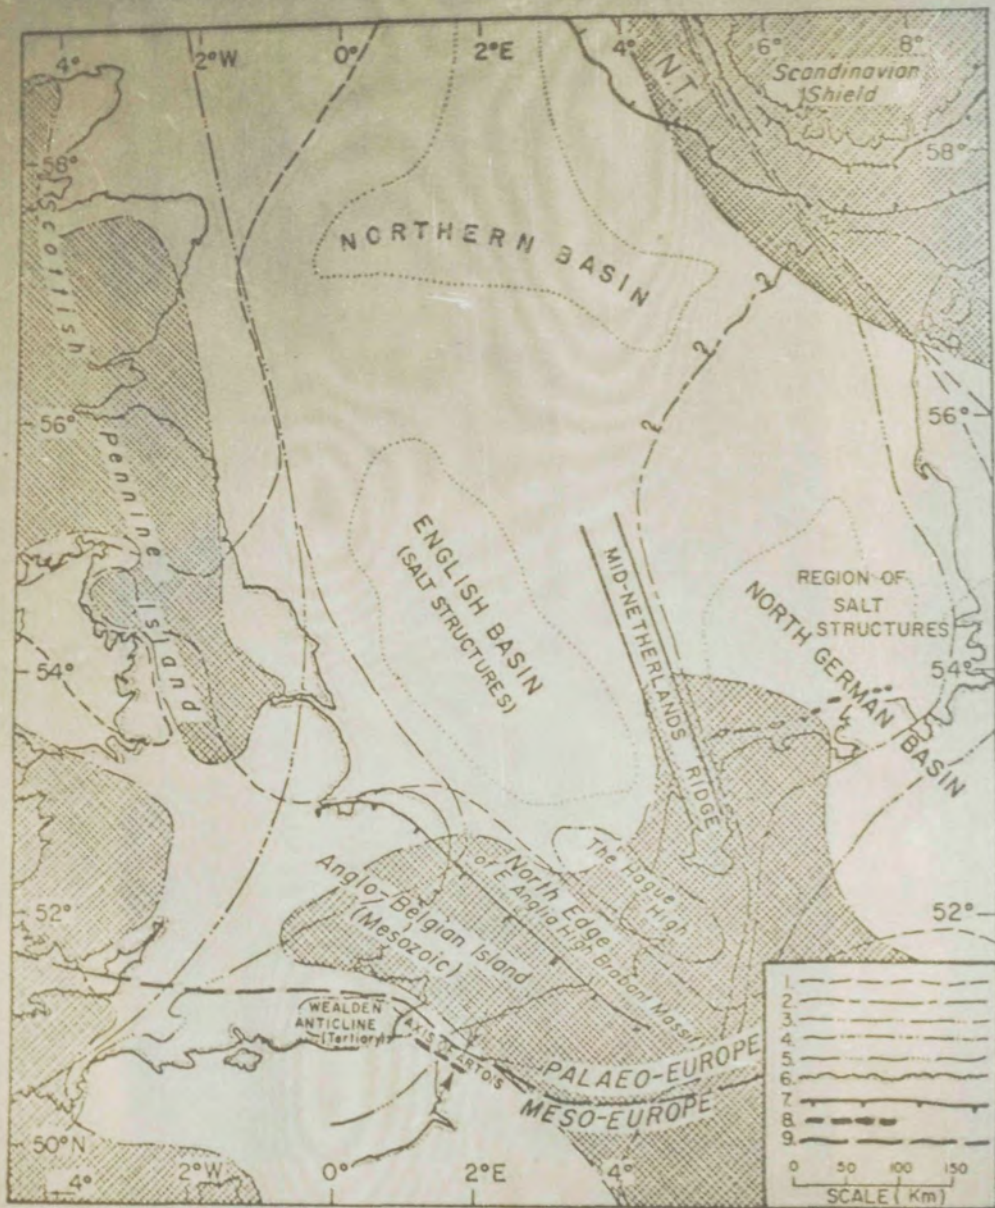 4°
2°W
0°
2°E
4°
6°
8°
N.T.
Scandinavian
Shield
58°
58°
Scottish
NORTHERN BASIN
2
2
2
56°
56°
Pennine
Island
ENGLISH BASIN
(SALT STRUCTURES)
MID-NETHERLANDS RIDGE
REGION OF
SALT
STRUCTURES
NORTH GERMAN BASIN
54°
54°
The Hague
High
North Edge
of E Anglia High Brabant Massif
Anglo-Belgian Island
(Mesozoic)
52°
52°
WEALDEN
ANTICLINE
(Tertiary)
AXIS OF ARTOIS
PALAEO-EUROPE
MESO-EUROPE
50°N
4°
2°W
0°
2°E
4°
1.
2.
3.
4.
5.
6.
7.
8.
9.
0 50 100 150
SCALE (Km)